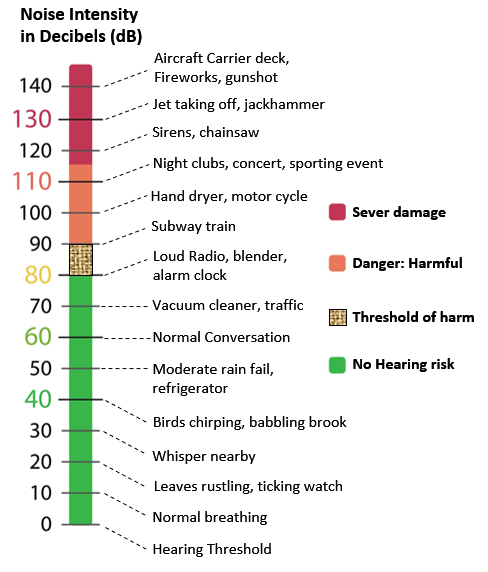 Noise Intensity
in Decibels (dB)
Aircraft Carrier deck,
Fireworks, gunshot
140
Jet taking off, jackhammer
130
Sirens, chainsaw
120
Night clubs, concert, sporting event
110
Hand dryer, motor cycle
100
Subway train
90
Loud Radio, blender,
alarm clock
80
Vacuum cleaner, traffic
70
Normal Conversation
60
Moderate rain fail,
refrigerator
50
Birds chirping, babbling brook
40
Whisper nearby
30
Leaves rustling, ticking watch
20
Normal breathing
10
Hearing Threshold
0
Sever damage
Danger: Harmful
Threshold of harm
No Hearing risk